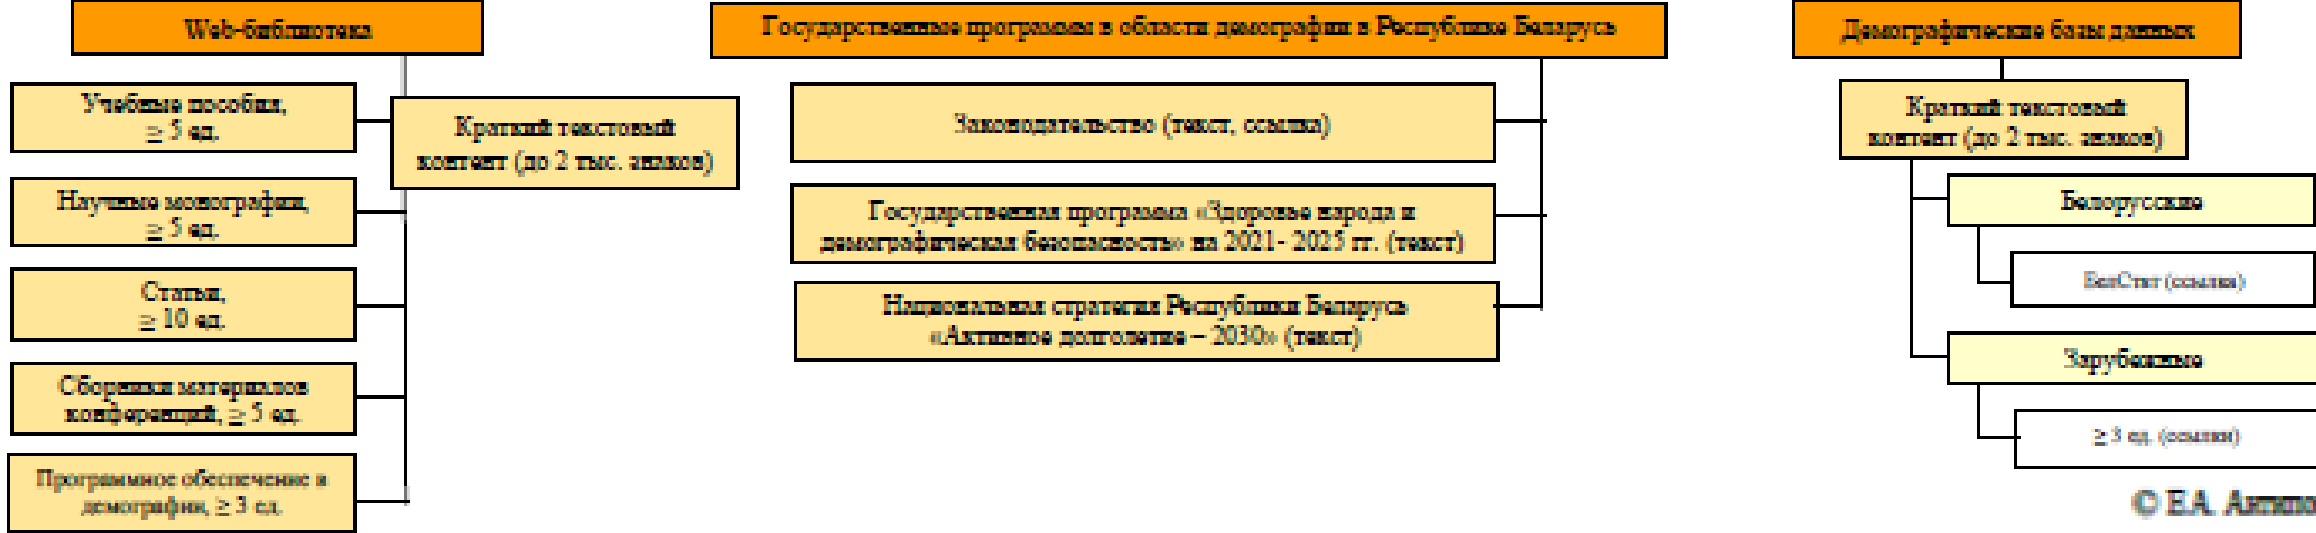 Web-библиотека
Учебные пособия,
≥ 5 ед.
Краткий текстовый
контент (до 2 тыс. знаков)
Научные монографии,
≥ 5 ед.
Статьи,
≥ 10 ед.
Сборники материалов
конференций, ≥ 5 ед.
Программное обеспечение в
демографии, ≥ 3 ед.
Государственные программы в области демографии в Республике Беларусь
Законодательство (текст, ссылка)
Государственная программа «Здоровье народа и
демографическая безопасность» на 2021- 2025 гг. (текст)
Национальная стратегия Республики Беларусь
«Активное долголетие – 2030» (текст)
Демографические базы данных
Краткий текстовый
контент (до 2 тыс. знаков)
Белорусские
БелСтат (ссылка)
Зарубежные
≥ 3 ед. (ссылки)
© Е.А. Антипо